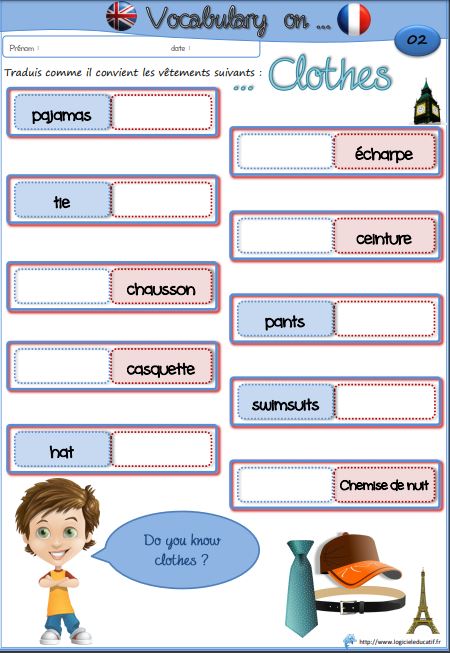 Vocabulary on ...
Prénom :
date :
02
Traduis comme il convient les vêtements suivants :
... Clothes
pajamas
écharpe
tie
ceinture
chausson
pants
casquette
swimsuits
hat
Chemise de nuit
Do you know
clothes ?
http://www.logicieleducatif.fr